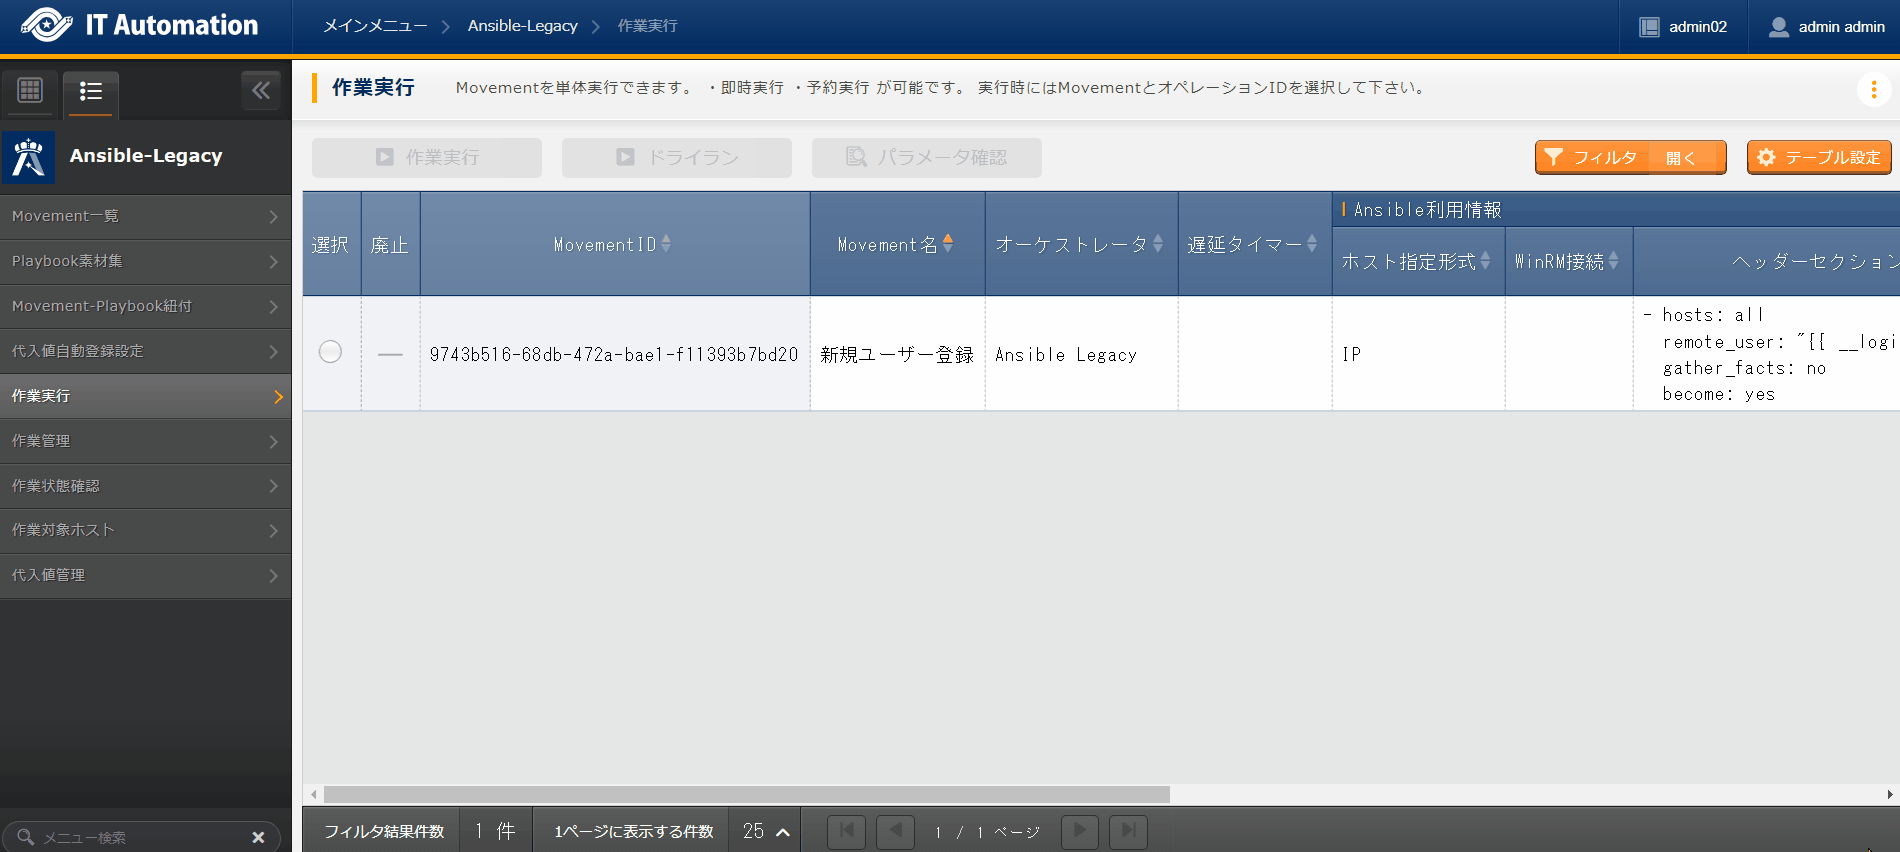 IT Automation
メインメニュー
Ansible-Legacy
作業実行
admin02
admin admin
Ansible-Legacy
Movement一覧
Playbook素材集
Movement-Playbook紐付
代入値自動登録設定
作業実行
作業管理
作業状態確認
作業対象ホスト
代入値管理
メニュー検索
作業実行
Movementを単体実行できます。 ・即時実行 ・予約実行 が可能です。 実行時にはMovementとオペレーションIDを選択して下さい。
作業実行
ドライラン
パラメータ確認
フィルタ 開く
テーブル設定
選択
廃止
MovementID
Movement名
オーケストレータ
遅延タイマー
Ansible利用情報
ホスト指定形式
WinRM接続
ヘッダーセクション
9743b516-68db-472a-bae1-f11393b7bd20
新規ユーザー登録
Ansible Legacy
IP
- hosts: all
remote_user: "{{ __logi
gather_facts: no
become: yes
フィルタ結果件数
1 件
1ページに表示する件数
25
1 / 1 ページ